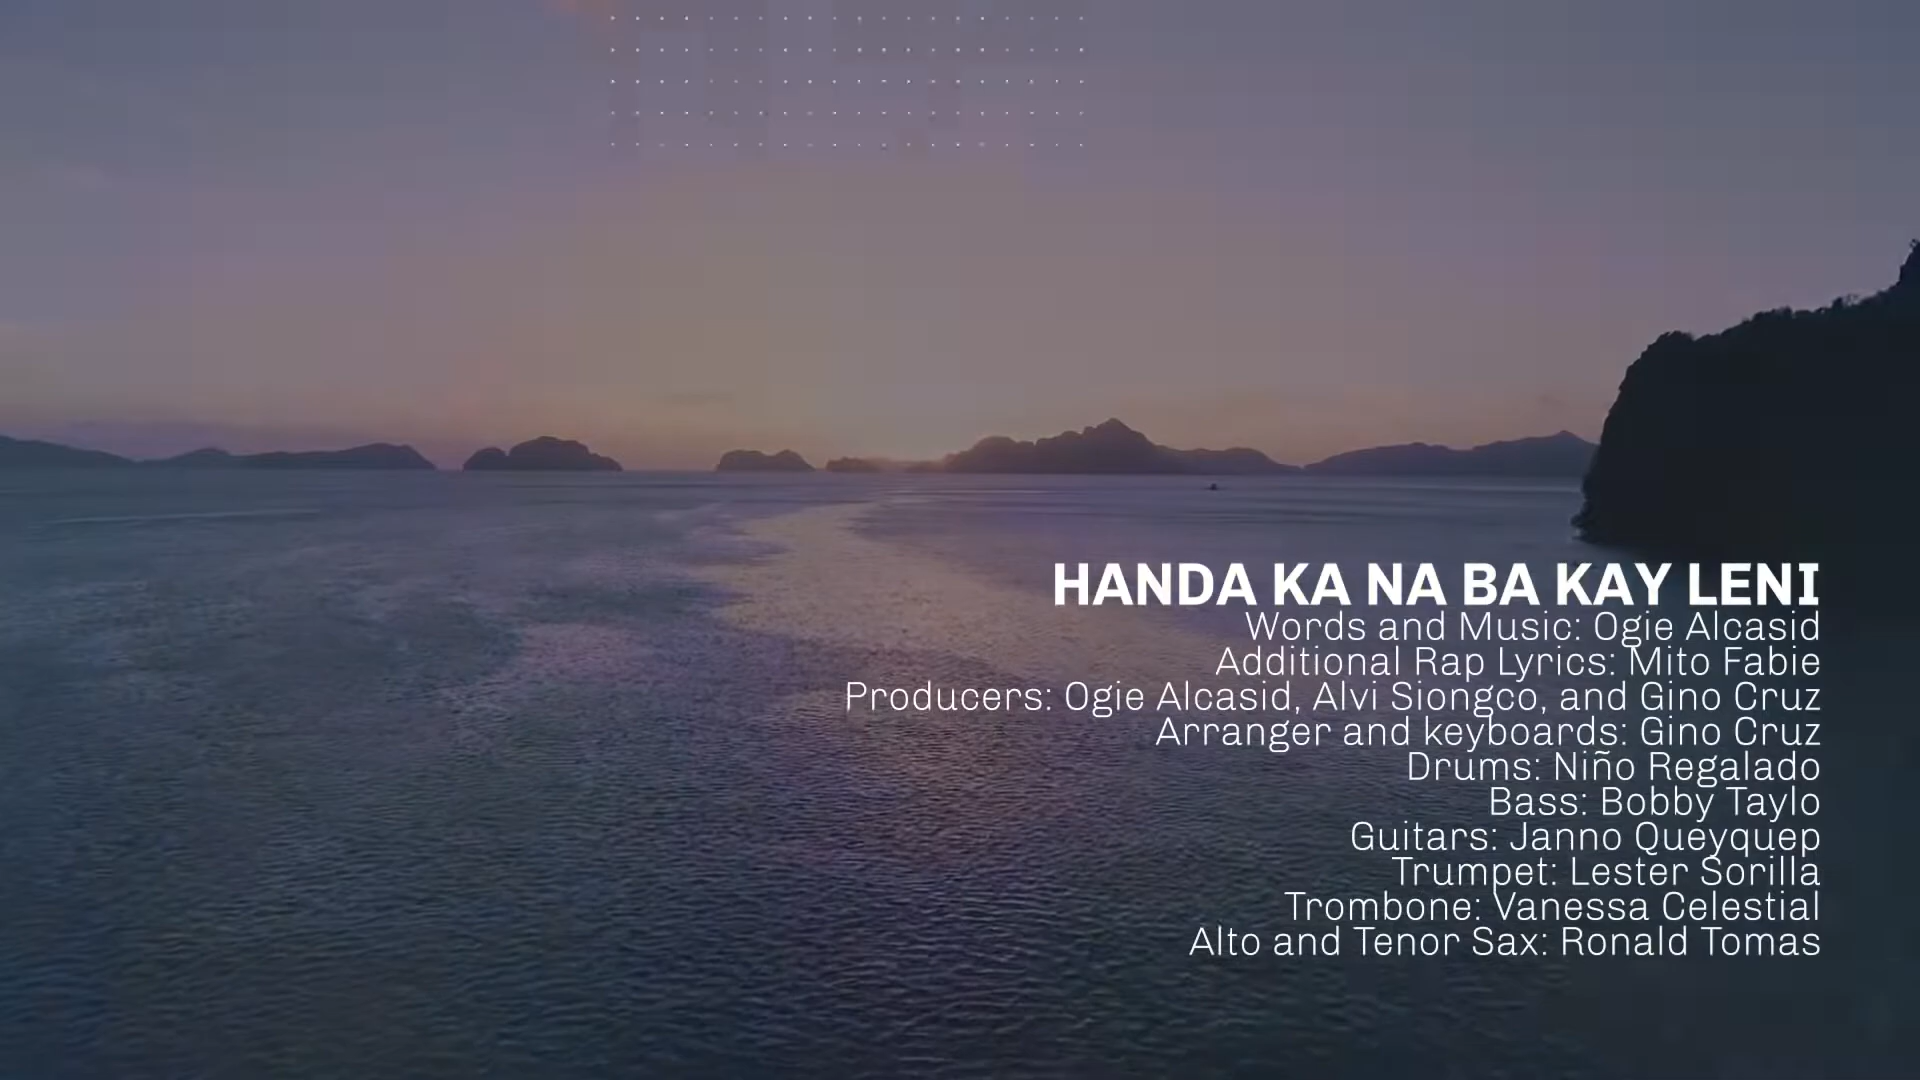 HANDA KA NA BA KAY LENI
Words and Music: Ogie Alcasid
Additional Rap Lyrics: Mito Fabie
Producers: Ogie Alcasid, Alvi Siongco, and Gino Cruz
Arranger and keyboards: Gino Cruz
Drums: Niño Regalado
Bass: Bobby Taylo
Guitars: Janno Queyquep
Trumpet: Lester Sorilla
Trombone: Vanessa Celestial
Alto and Tenor Sax: Ronald Tomas